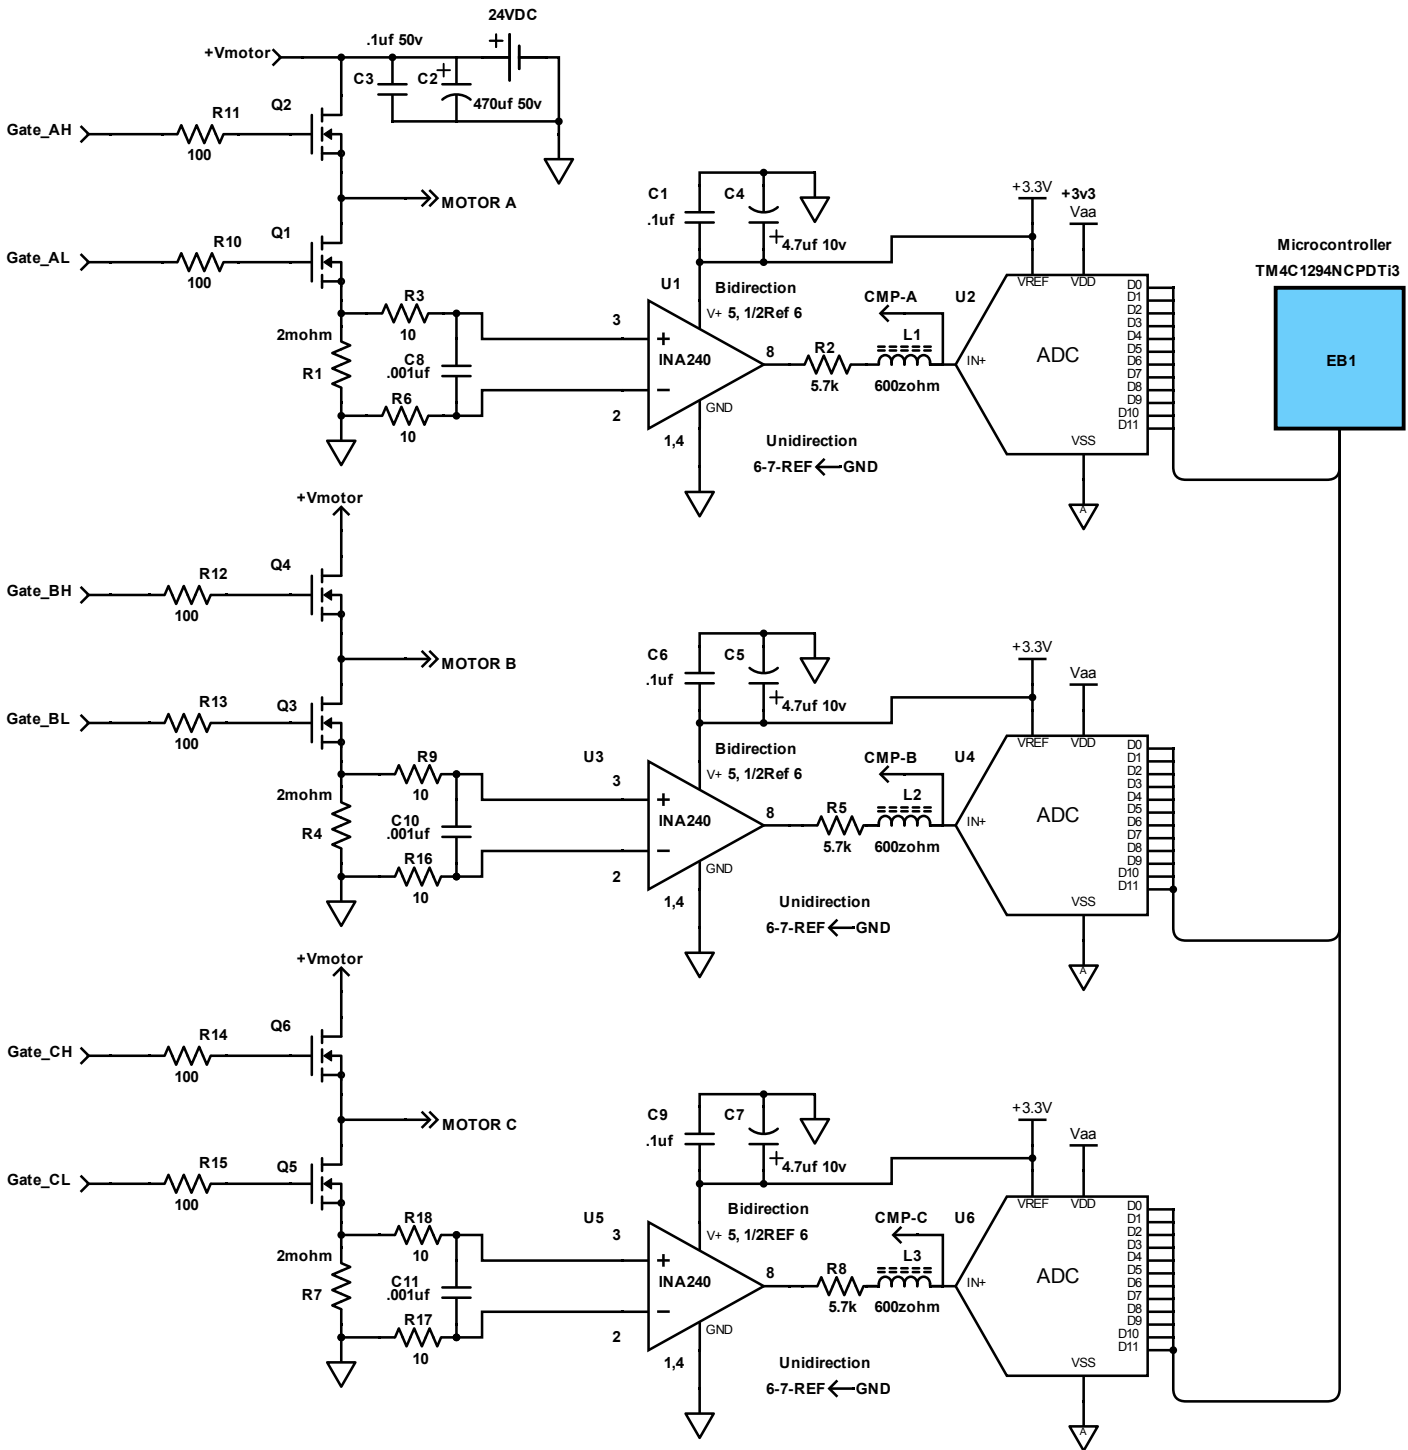 24VDC
.1uf 50v
+Vmotor
C3
C2
470uf 50v
Q2
R11
Gate_AH
100
MOTOR A
Q1
R10
Gate_AL
100
R3
10
2mohm
R1
C8
.001uf
R6
10
C1
.1uf
C4
4.7uf 10v
+3.3V
+3v3
Vaa
U1
Bidirection
V+ 5, 1/2Ref 6
3
INA240
2
8
GND
1,4
R2
5.7k
CMP-A
L1
600zohm
U2
VREF
VDD
IN+
ADC
VSS
A
D0
D1
D2
D3
D4
D5
D6
D7
D8
D9
D10
D11
Unidirection
6-7-REF GND
Microcontroller
TM4C1294NCPDTi3
EB1
+Vmotor
Q4
R12
Gate_BH
100
MOTOR B
Q3
R13
Gate_BL
100
R9
10
2mohm
R4
C10
.001uf
R16
10
C6
.1uf
C5
4.7uf 10v
+3.3V
Vaa
U3
Bidirection
V+ 5, 1/2Ref 6
3
INA240
2
8
GND
1,4
R5
5.7k
CMP-B
L2
600zohm
U4
VREF
VDD
IN+
ADC
VSS
A
D0
D1
D2
D3
D4
D5
D6
D7
D8
D9
D10
D11
Unidirection
6-7-REF GND
+Vmotor
Q6
R14
Gate_CH
100
MOTOR C
Q5
R15
Gate_CL
100
R18
10
2mohm
R7
C11
.001uf
R17
10
C9
.1uf
C7
4.7uf 10v
+3.3V
Vaa
U5
Bidirection
V+ 5, 1/2REF 6
3
INA240
2
8
GND
1,4
R8
5.7k
CMP-C
L3
600zohm
U6
VREF
VDD
IN+
ADC
VSS
A
D0
D1
D2
D3
D4
D5
D6
D7
D8
D9
D10
D11
Unidirection
6-7-REF GND